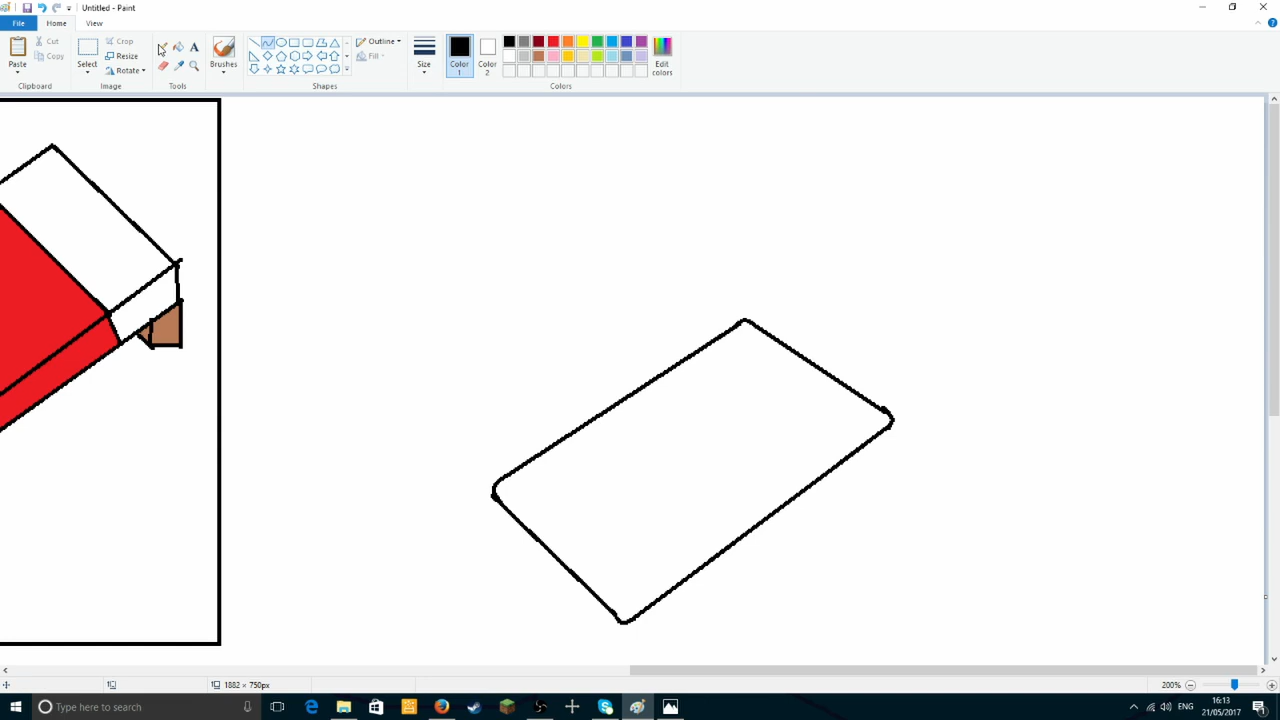 Untitled - Paint
File Home View
Paste
Cut
Copy
Clipboard
Select
Crop
Resize
Rotate
Image
Tools
A
Brushes
Shapes
Outline
Fill
Size
Color 1
Color 2
Edit colors
Colors
1882 × 750px
200%
Type here to search
16:13
21/05/2017